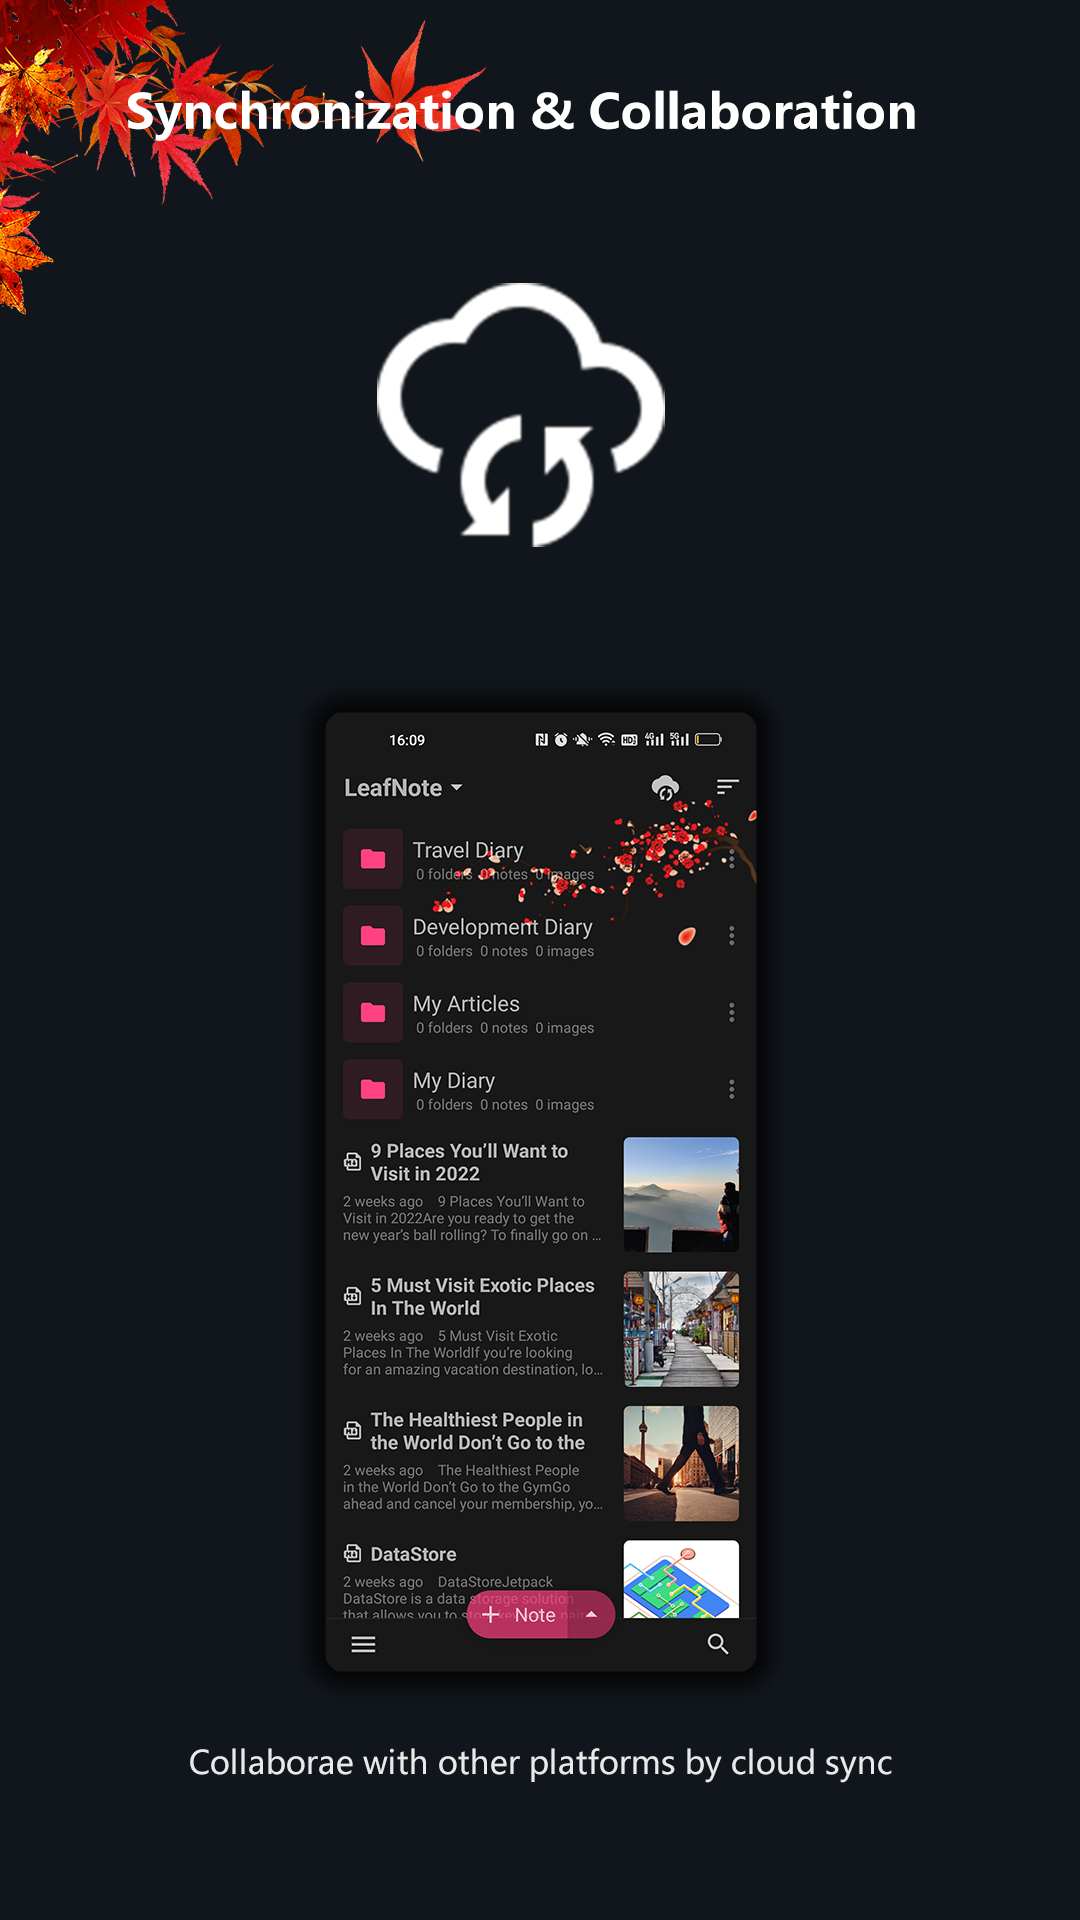 Synchronization & Collaboration
16:09
HD 4G 5G
LeafNote
Travel Diary
0 folders 0 notes 0 images
Development Diary
0 folders 0 notes 0 images
My Articles
0 folders 0 notes 0 images
My Diary
0 folders 0 notes 0 images
9 Places You’ll Want to
Visit in 2022
2 weeks ago 9 Places You’ll Want to
Visit in 2022Are you ready to get the
new year’s ball rolling? To finally go on ...
5 Must Visit Exotic Places
In The World
2 weeks ago 5 Must Visit Exotic
Places In The WorldIf you’re looking
for an amazing vacation destination, lo...
The Healthiest People in
the World Don’t Go to the
2 weeks ago The Healthiest People
in the World Don’t Go to the GymGo
ahead and cancel your membership, yo...
DataStore
2 weeks ago DataStoreJetpack
DataStore is a data storage solution
that allows you to
+ Note
Collaborae with other platforms by cloud sync